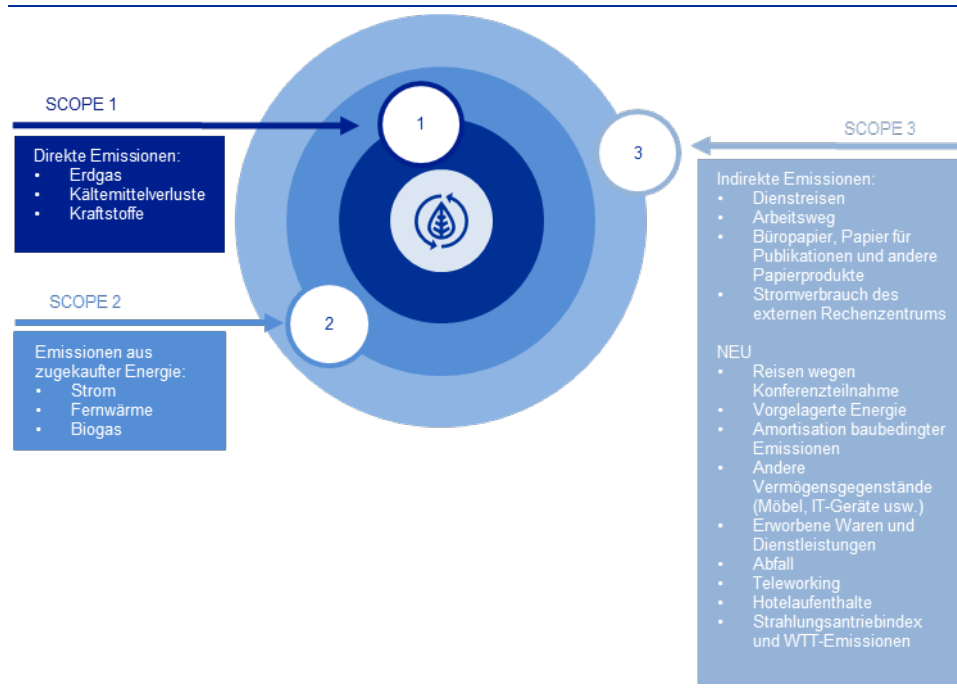 SCOPE 1
1
Direkte Emissionen:
• Erdgas
• Kältemittelverluste
• Kraftstoffe
SCOPE 2
2
Emissionen aus
zugekaufter Energie:
• Strom
• Fernwärme
• Biogas
3
SCOPE 3
Indirekte Emissionen:
• Dienstreisen
• Arbeitsweg
• Büropapier, Papier für
Publikationen und andere
Papierprodukte
• Stromverbrauch des
externen Rechenzentrums
NEU
• Reisen wegen
Konferenzteilnahme
• Vorgelagerte Energie
• Amortisation baubedingter
Emissionen
• Andere
Vermögensgegenstände
(Möbel, IT-Geräte usw.)
• Erworbene Waren und
Dienstleistungen
• Abfall
• Teleworking
• Hotelaufenthalte
• Strahlungsantriebindex
und WTT-Emissionen